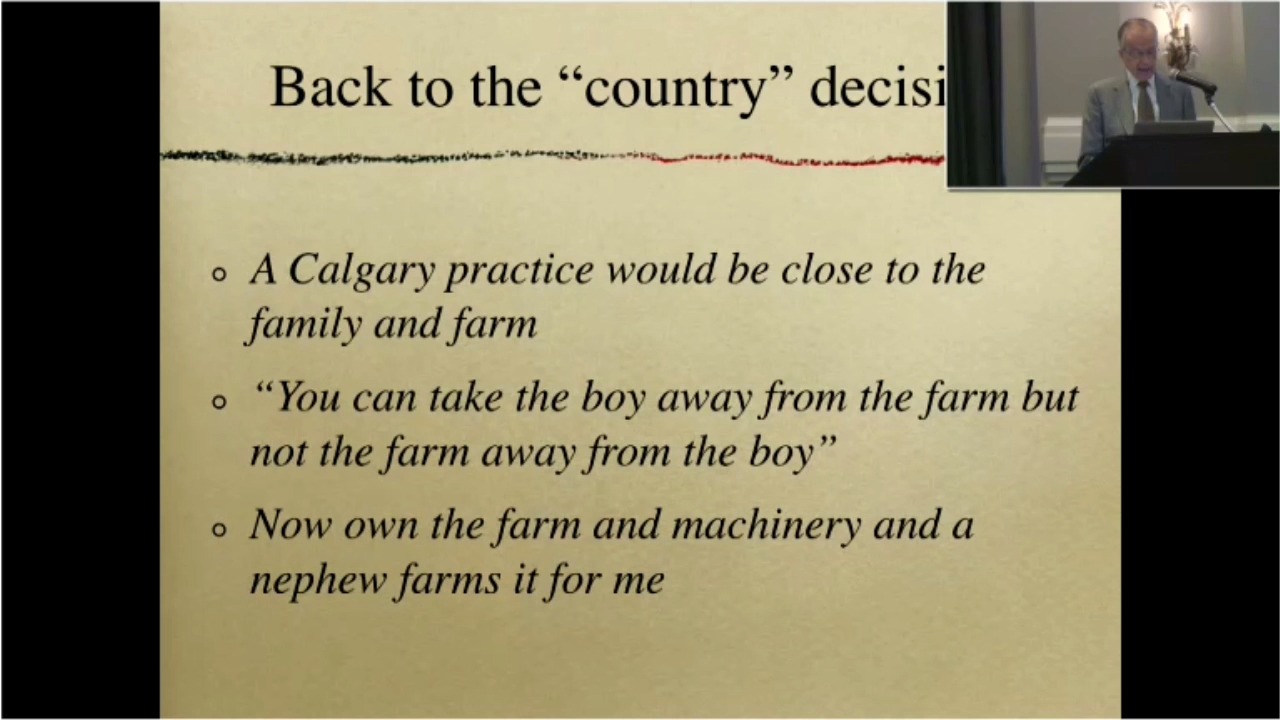 Back to the “country”
A Calgary practice would be close to the
family and farm
“You can take the boy away from the farm but
not the farm away from the boy”
Now own the farm and machinery and a
nephew farms it for me